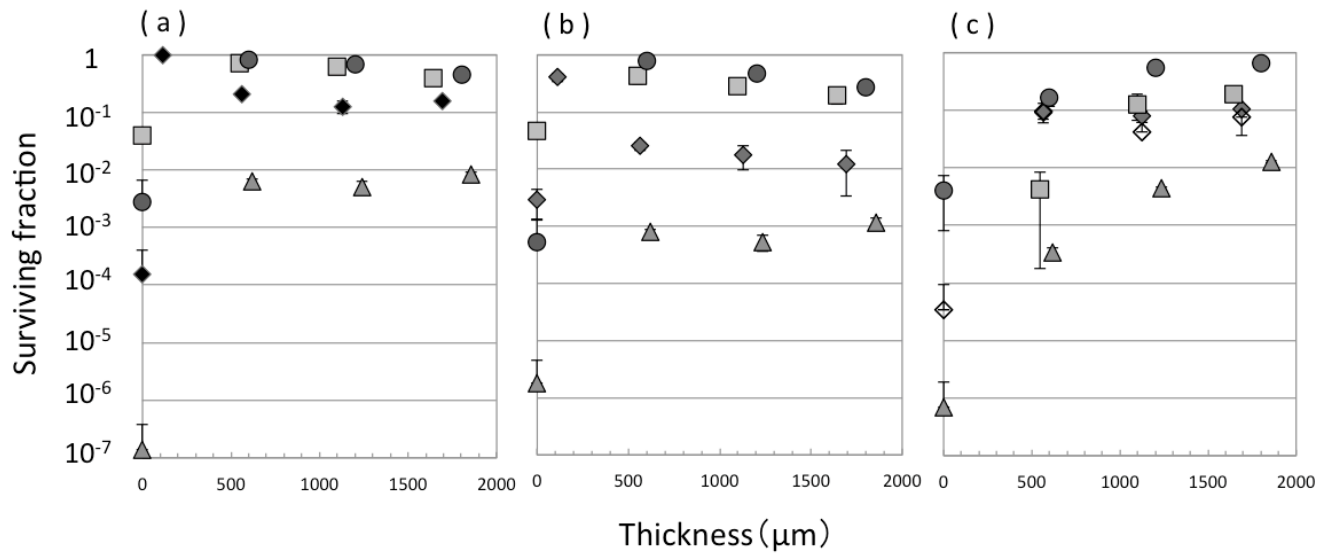 ( a )
( b )
( c )
Surviving fraction
1
10⁻¹
10⁻²
10⁻³
10⁻⁴
10⁻⁵
10⁻⁶
10⁻⁷
0 500 1000 1500 2000
0 500 1000 1500 2000
0 500 1000 1500 2000
Thickness（μm）